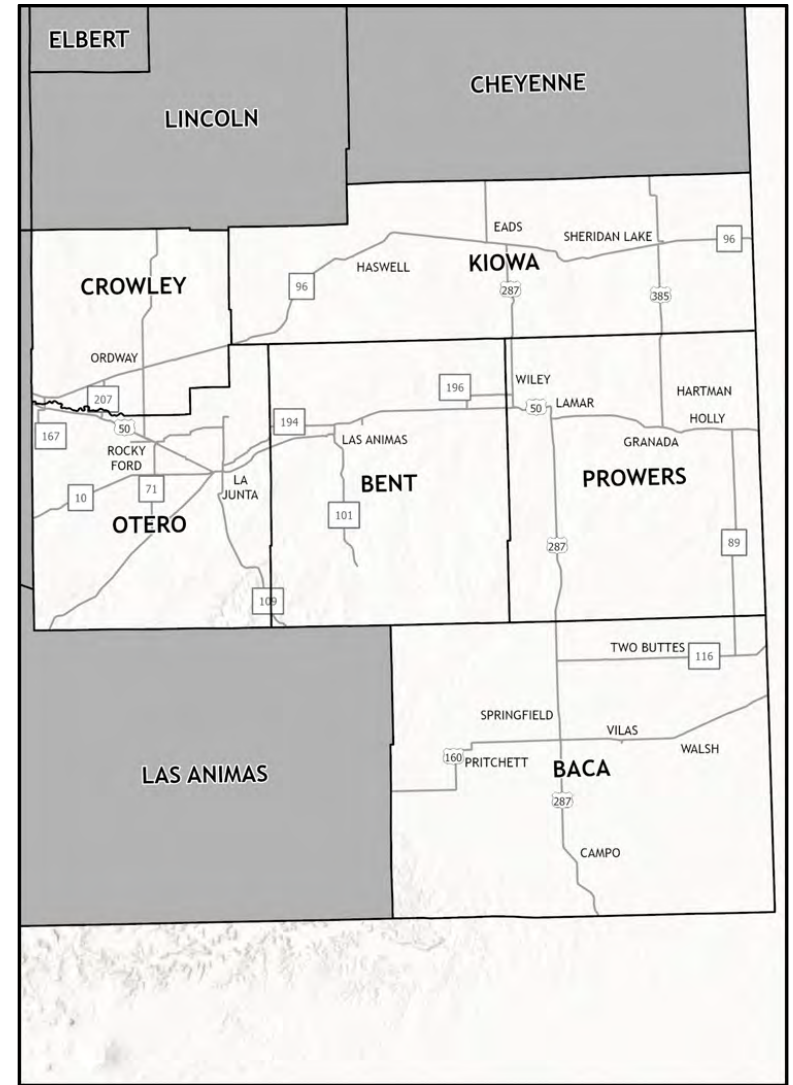 ELBERT
CHEYENNE
LINCOLN
EADS
SHERIDAN LAKE
96
HASWELL
KIOWA
CROWLEY
96
287
385
ORDWAY
WILEY
196
HARTMAN
207
50
LAMAR
HOLLY
194
50
167
LAS ANIMAS
GRANADA
ROCKY
FORD
LA
JUNTA
BENT
PROWERS
10
71
101
OTERO
287
89
109
TWO BUTTES
116
SPRINGFIELD
VILAS
WALSH
160
PRITCHETT
BACA
LAS ANIMAS
287
CAMPO